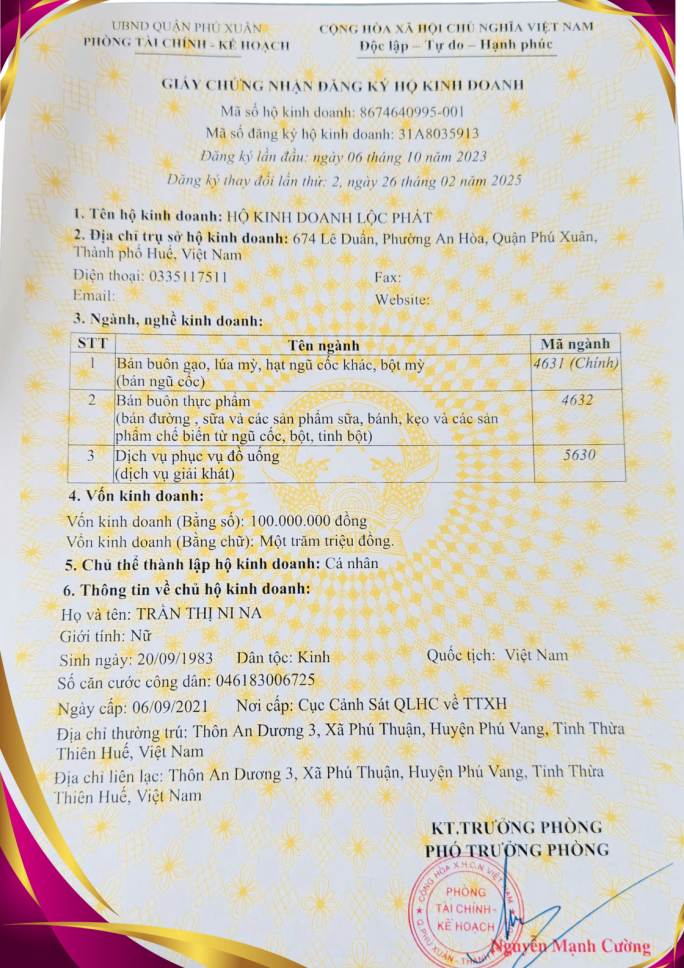 UBND QUẬN PHÚ XUÂN
PHÒNG TÀI CHÍNH - KẾ HOẠCH
CỘNG HÒA XÃ HỘI CHỦ NGHĨA VIỆT NAM
Độc lập – Tự do – Hạnh phúc
GIẤY CHỨNG NHẬN ĐĂNG KÝ HỘ KINH DOANH
Mã số hộ kinh doanh: 8674640995-001
Mã số đăng ký hộ kinh doanh: 31A8035913
Đăng ký lần đầu: ngày 06 tháng 10 năm 2023
Đăng ký thay đổi lần thứ: 2, ngày 26 tháng 02 năm 2025
1. Tên hộ kinh doanh: HỘ KINH DOANH LỘC PHÁT
2. Địa chỉ trụ sở hộ kinh doanh: 674 Lê Duẩn, Phường An Hòa, Quận Phú Xuân,
Thành phố Huế, Việt Nam
Điện thoại: 0335117511 Fax:
Email: Website:
3. Ngành, nghề kinh doanh:
STT Tên ngành Mã ngành
1 Bán buôn gạo, lúa mỳ, hạt ngũ cốc khác, bột mỳ 4631 (Chính)
(bán ngũ cốc)
2 Bán buôn thực phẩm 4632
(bán đường , sữa và các sản phẩm sữa, bánh, kẹo và các sản
phẩm chế biến từ ngũ cốc, bột, tinh bột)
3 Dịch vụ phục vụ đồ uống 5630
(dịch vụ giải khát)
4. Vốn kinh doanh:
Vốn kinh doanh (Bằng số): 100.000.000 đồng
Vốn kinh doanh (Bằng chữ): Một trăm triệu đồng.
5. Chủ thể thành lập hộ kinh doanh: Cá nhân
6. Thông tin về chủ hộ kinh doanh:
Họ và tên: TRẦN THỊ NI NA
Giới tính: Nữ
Sinh ngày: 20/09/1983 Dân tộc: Kinh Quốc tịch: Việt Nam
Số căn cước công dân: 046183006725
Ngày cấp: 06/09/2021 Nơi cấp: Cục Cảnh Sát QLHC về TTXH
Địa chỉ thường trú: Thôn An Dương 3, Xã Phú Thuận, Huyện Phú Vang, Tỉnh Thừa
Thiên Huế, Việt Nam
Địa chỉ liên lạc: Thôn An Dương 3, Xã Phú Thuận, Huyện Phú Vang, Tỉnh Thừa
Thiên Huế, Việt Nam
KT.TRƯỞNG PHÒNG
PHÓ TRƯỞNG PHÒNG
CỘNG HÒA X.H.C.N VIỆT NAM
PHÒNG
TÀI CHÍNH-
KẾ HOẠCH
Q.PHÚ XUÂN
Nguyễn Mạnh Cường